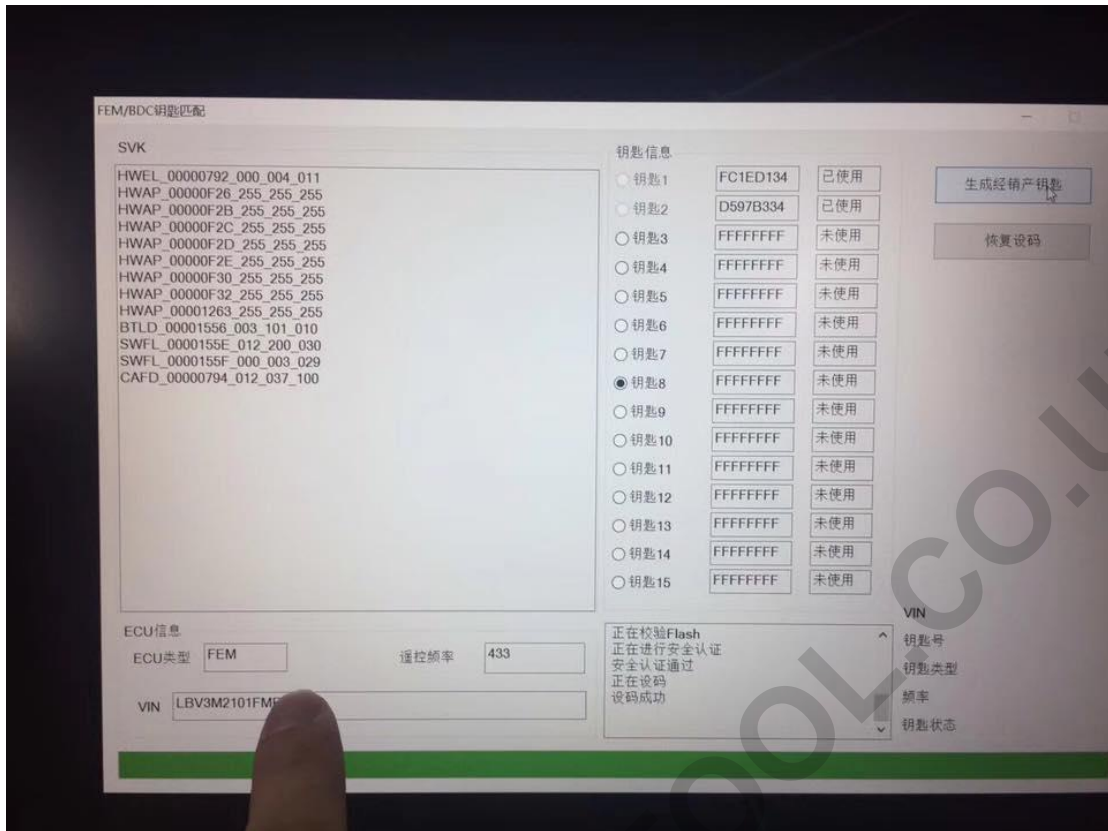 FEM/BDC钥匙匹配
SVK
HWEL_00000792_000_004_011
HWAP_00000F26_255_255_255
HWAP_00000F2B_255_255_255
HWAP_00000F2C_255_255_255
HWAP_00000F2D_255_255_255
HWAP_00000F2E_255_255_255
HWAP_00000F30_255_255_255
HWAP_00000F32_255_255_255
HWAP_00001263_255_255_255
BTLD_00001556_003_101_010
SWFL_0000155E_012_200_030
SWFL_0000155F_000_003_029
CAFD_00000794_012_037_100
钥匙信息
钥匙1 FC1ED134 已使用
钥匙2 D597B334 已使用
钥匙3 FFFFFFFF 未使用
钥匙4 FFFFFFFF 未使用
钥匙5 FFFFFFFF 未使用
钥匙6 FFFFFFFF 未使用
钥匙7 FFFFFFFF 未使用
钥匙8 FFFFFFFF 未使用
钥匙9 FFFFFFFF 未使用
钥匙10 FFFFFFFF 未使用
钥匙11 FFFFFFFF 未使用
钥匙12 FFFFFFFF 未使用
钥匙13 FFFFFFFF 未使用
钥匙14 FFFFFFFF 未使用
钥匙15 FFFFFFFF 未使用
生成经销产钥匙
恢复设码
ECU信息
ECU类型 FEM 遥控频率 433
VIN LBV3M2101FM
正在校验Flash
正在进行安全认证
安全认证通过
正在设码
设码成功
VIN
钥匙号
钥匙类型
频率
钥匙状态
OOL.CO.U